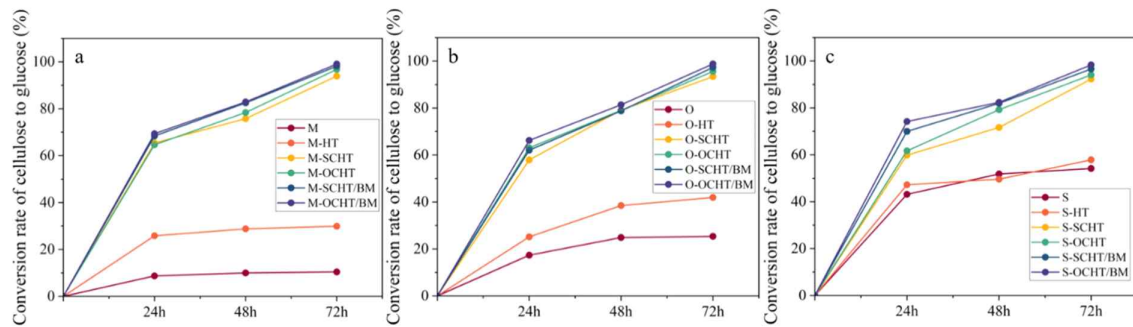 Conversion rate of cellulose to glucose (%)
a
100
80
60
40
20
0
24h
48h
72h
M
M-HT
M-SCHT
M-OCHT
M-SCHT/BM
M-OCHT/BM
Conversion rate of cellulose to glucose (%)
b
100
80
60
40
20
0
24h
48h
72h
O
O-HT
O-SCHT
O-OCHT
O-SCHT/BM
O-OCHT/BM
Conversion rate of cellulose to glucose (%)
c
100
80
60
40
20
0
24h
48h
72h
S
S-HT
S-SCHT
S-OCHT
S-SCHT/BM
S-OCHT/BM